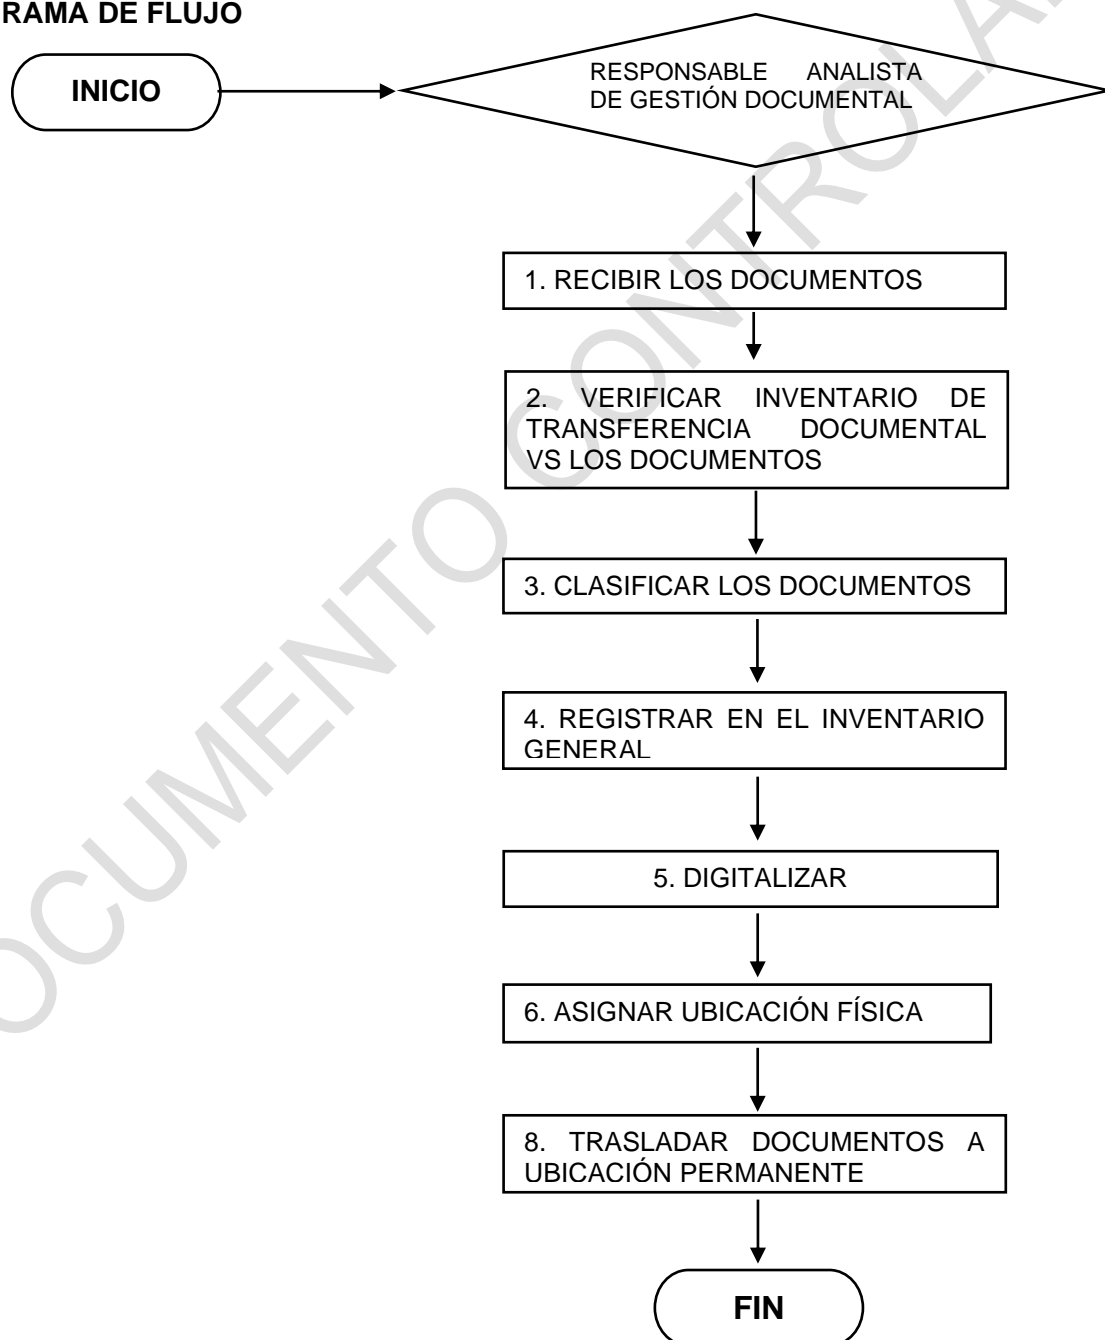 RAMA DE FLUJO
INICIO
RESPONSABLE ANALISTA
DE GESTIÓN DOCUMENTAL
1. RECIBIR LOS DOCUMENTOS
2. VERIFICAR INVENTARIO DE
TRANSFERENCIA DOCUMENTAL
VS LOS DOCUMENTOS
3. CLASIFICAR LOS DOCUMENTOS
4. REGISTRAR EN EL INVENTARIO
GENERAL
5. DIGITALIZAR
6. ASIGNAR UBICACIÓN FÍSICA
8. TRASLADAR DOCUMENTOS A
UBICACIÓN PERMANENTE
FIN
OCUMENTO CONTROLA